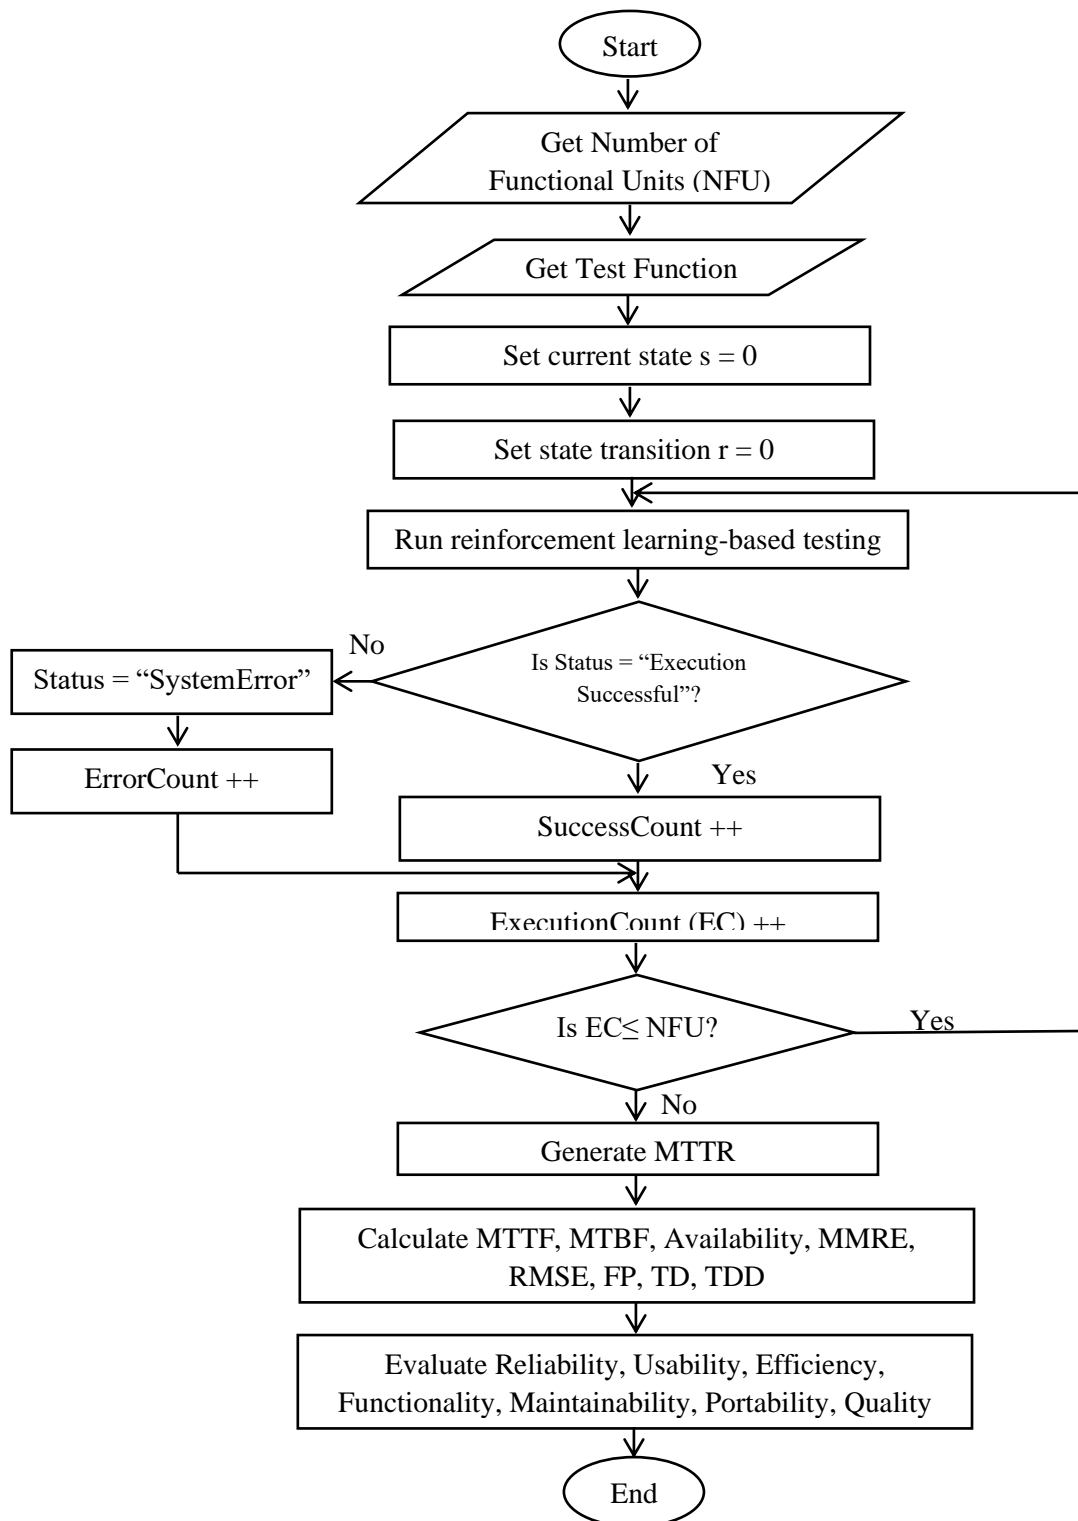 Start
Get Number of
Functional Units (NFU)
Get Test Function
Set current state s = 0
Set state transition r = 0
Run reinforcement learning-based testing
No
Is Status = “Execution
Successful”?
Status = “SystemError”
ErrorCount ++
Yes
SuccessCount ++
ExecutionCount (EC) ++
Is EC≤ NFU?
Yes
No
Generate MTTR
Calculate MTTF, MTBF, Availability, MMRE,
RMSE, FP, TD, TDD
Evaluate Reliability, Usability, Efficiency,
Functionality, Maintainability, Portability, Quality
End